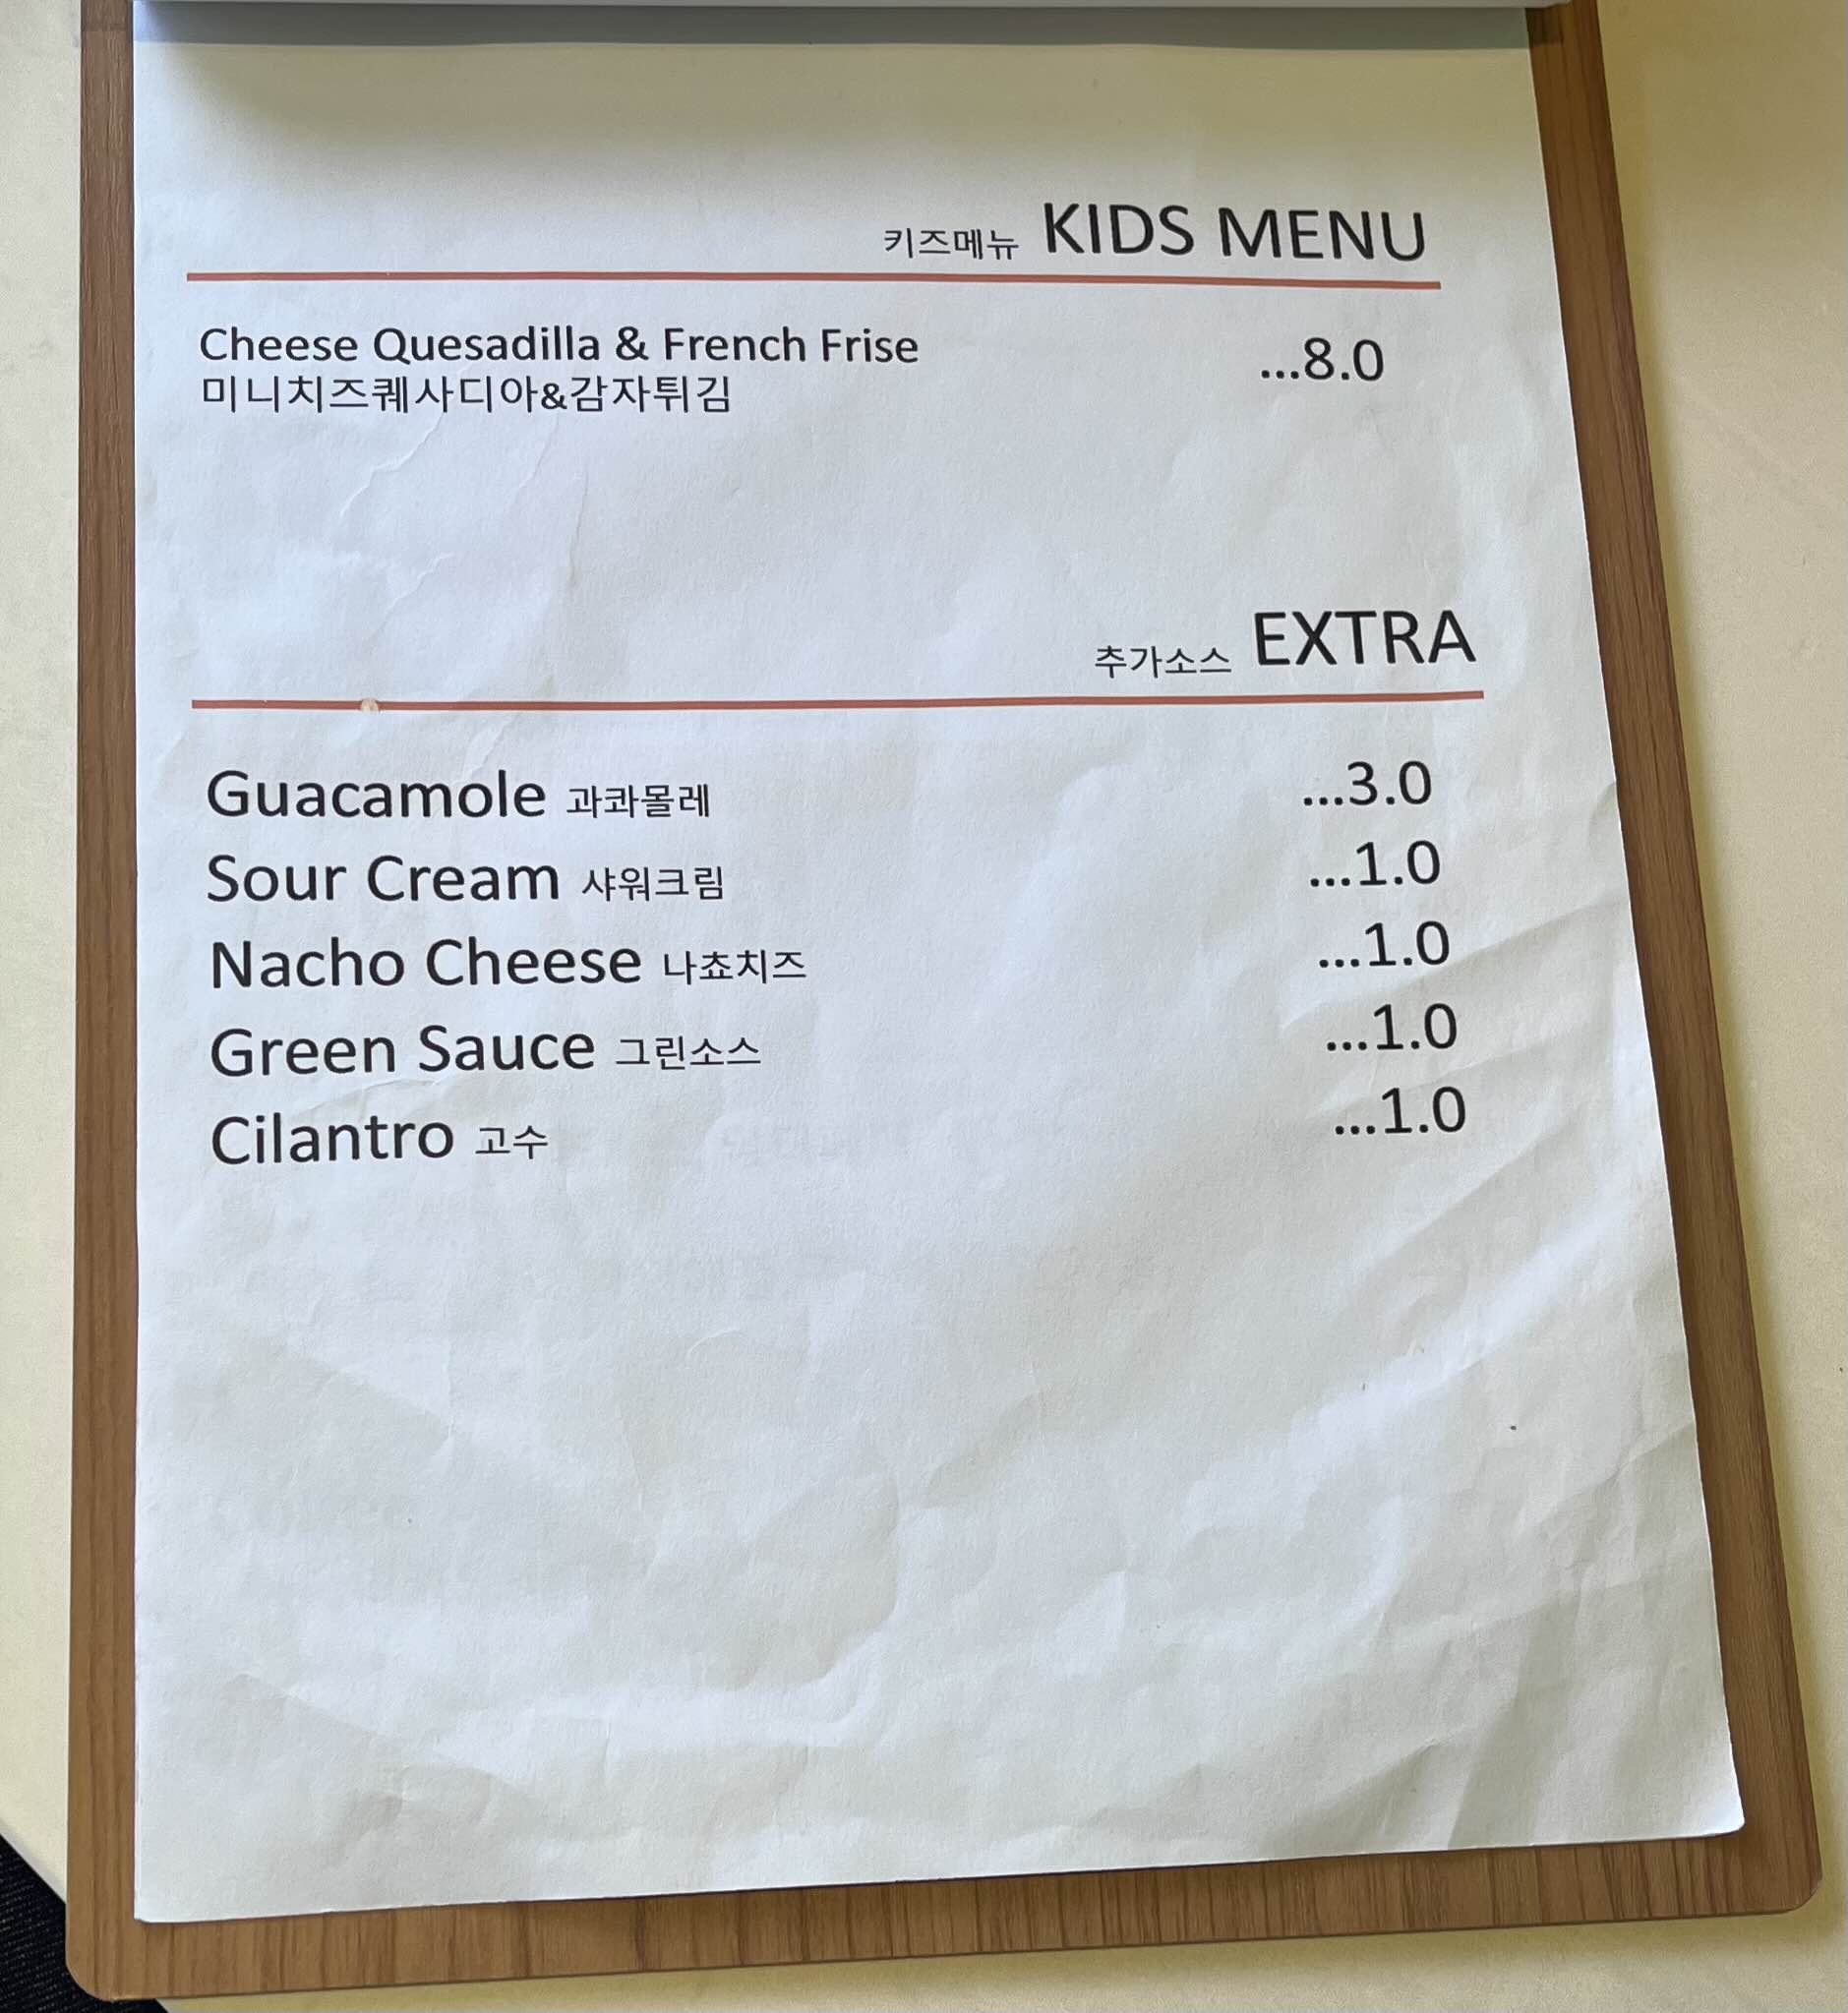 키즈메뉴 KIDS MENU
Cheese Quesadilla & French Frise ...8.0
미니치즈퀘사디아&감자튀김
추가소스 EXTRA
Guacamole 과콰몰레 ...3.0
Sour Cream 샤워크림 ...1.0
Nacho Cheese 나쵸치즈 ...1.0
Green Sauce 그린소스 ...1.0
Cilantro 고수 ...1.0